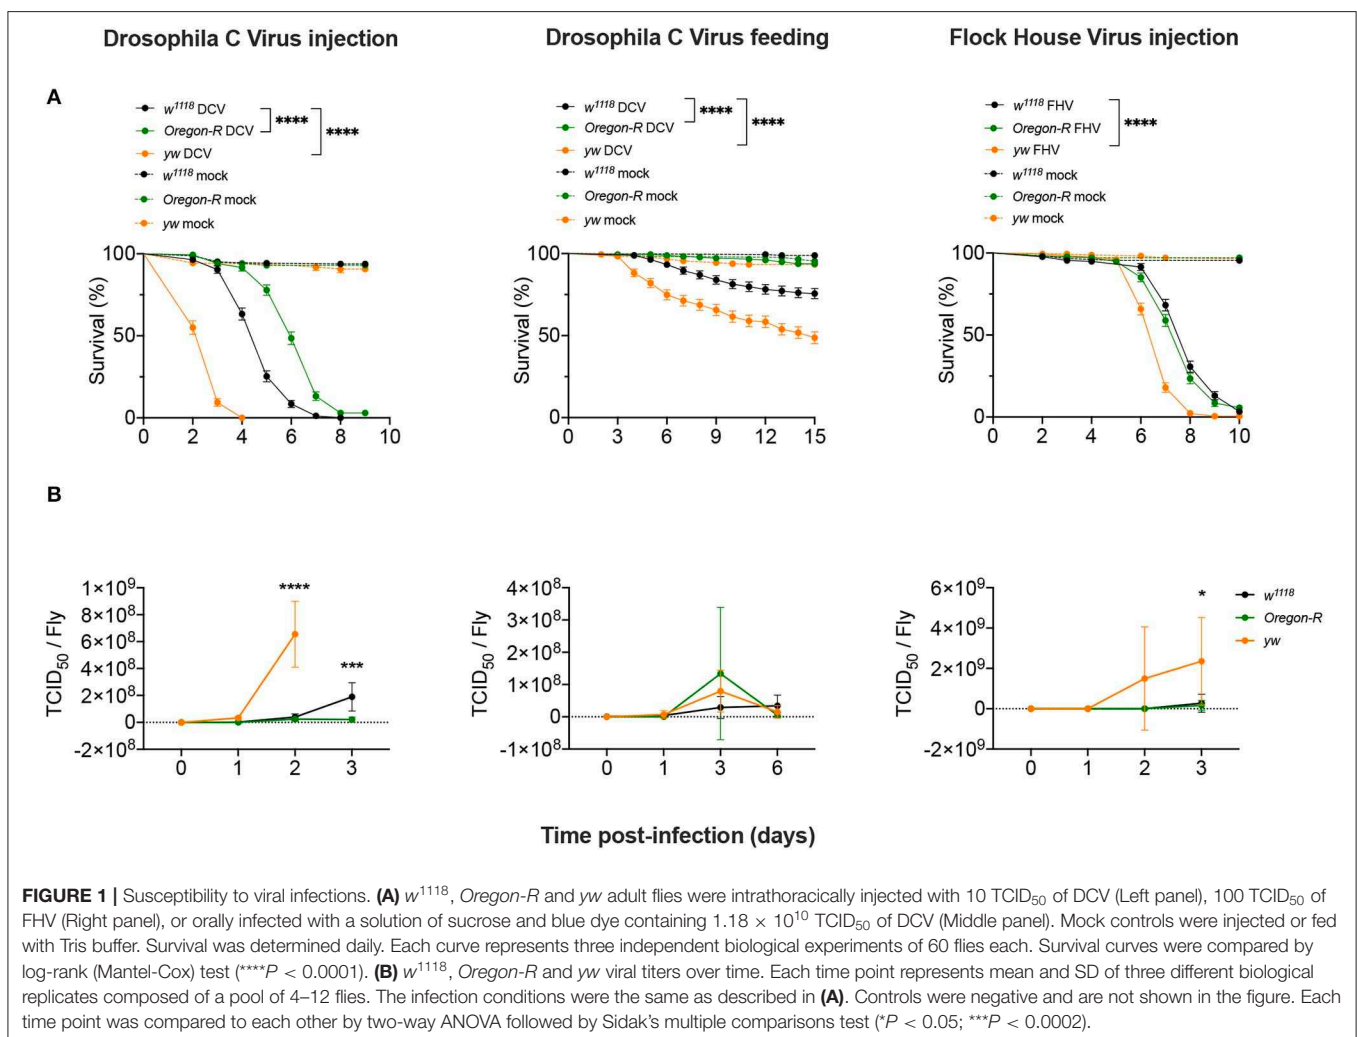 Drosophila C Virus injection
Drosophila C Virus feeding
Flock House Virus injection
A
w1118 DCV
Oregon-R DCV
yw DCV
w1118 mock
Oregon-R mock
yw mock
****
****
w1118 DCV
Oregon-R DCV
yw DCV
w1118 mock
Oregon-R mock
yw mock
****
****
w1118 FHV
Oregon-R FHV
yw FHV
w1118 mock
Oregon-R mock
yw mock
****
Survival (%)
100
50
0
0 2 4 6 8 10
Survival (%)
100
50
0
0 3 6 9 12 15
Survival (%)
100
50
0
0 2 4 6 8 10
B
TCID50 / Fly
1×10⁹
8×10⁸
6×10⁸
4×10⁸
2×10⁸
0
-2×10⁸
****
***
0 1 2 3
TCID50 / Fly
4×10⁸
3×10⁸
2×10⁸
1×10⁸
0
-1×10⁸
0 1 3 6
TCID50 / Fly
6×10⁹
4×10⁹
2×10⁹
0
-2×10⁹
*
0 1 2 3
w1118
Oregon-R
yw
Time post-infection (days)
FIGURE 1 | Susceptibility to viral infections. (A) w1118, Oregon-R and yw adult flies were intrathoracically injected with 10 TCID50 of DCV (Left panel), 100 TCID50 of
FHV (Right panel), or orally infected with a solution of sucrose and blue dye containing 1.18 × 10¹⁰ TCID50 of DCV (Middle panel). Mock controls were injected or fed
with Tris buffer. Survival was determined daily. Each curve represents three independent biological experiments of 60 flies each. Survival curves were compared by
log-rank (Mantel-Cox) test (****P < 0.0001). (B) w1118, Oregon-R and yw viral titers over time. Each time point represents mean and SD of three different biological
replicates composed of a pool of 4–12 flies. The infection conditions were the same as described in (A). Controls were negative and are not shown in the figure. Each
time point was compared to each other by two-way ANOVA followed by Sidak's multiple comparisons test (*P < 0.05; ***P < 0.0002).